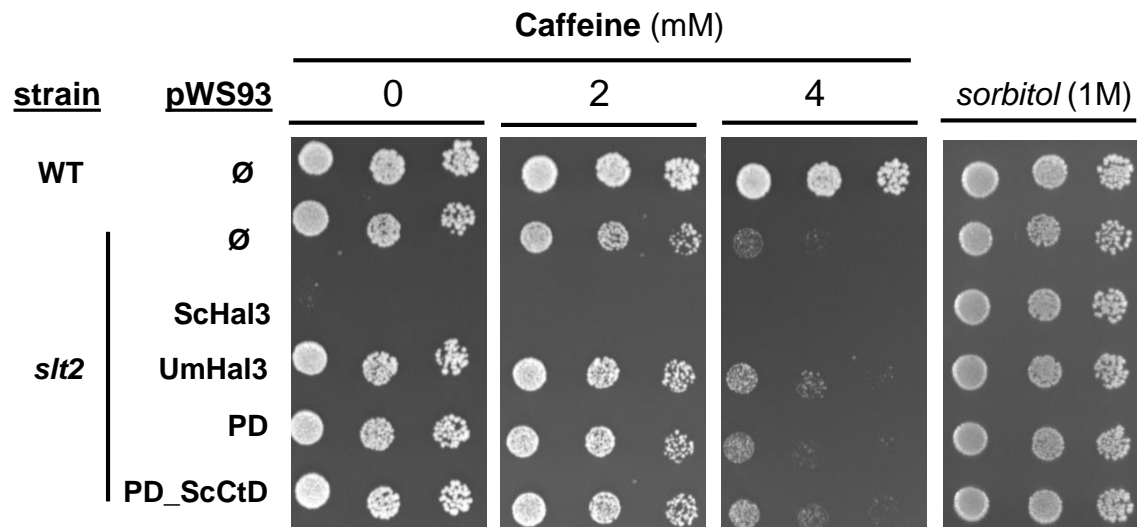 Caffeine (mM)
strain pWS93 0 2 4 sorbitol (1M)
WT Ø
Ø
ScHal3
slt2 UmHal3
PD
PD_ScCtD